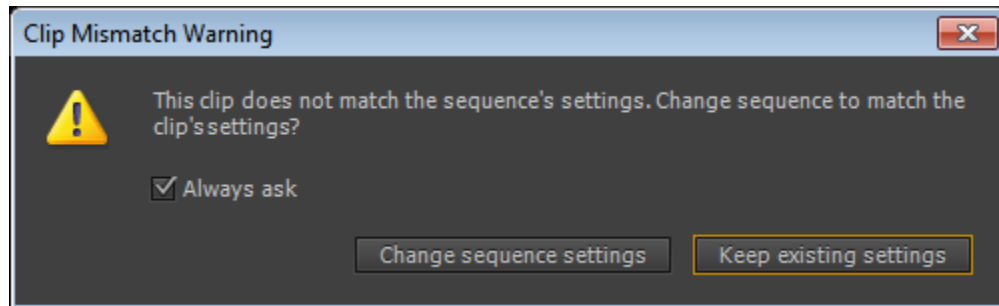 Clip Mismatch Warning
This clip does not match the sequence's settings. Change sequence to match the
clip's settings?
Always ask
Change sequence settings
Keep existing settings